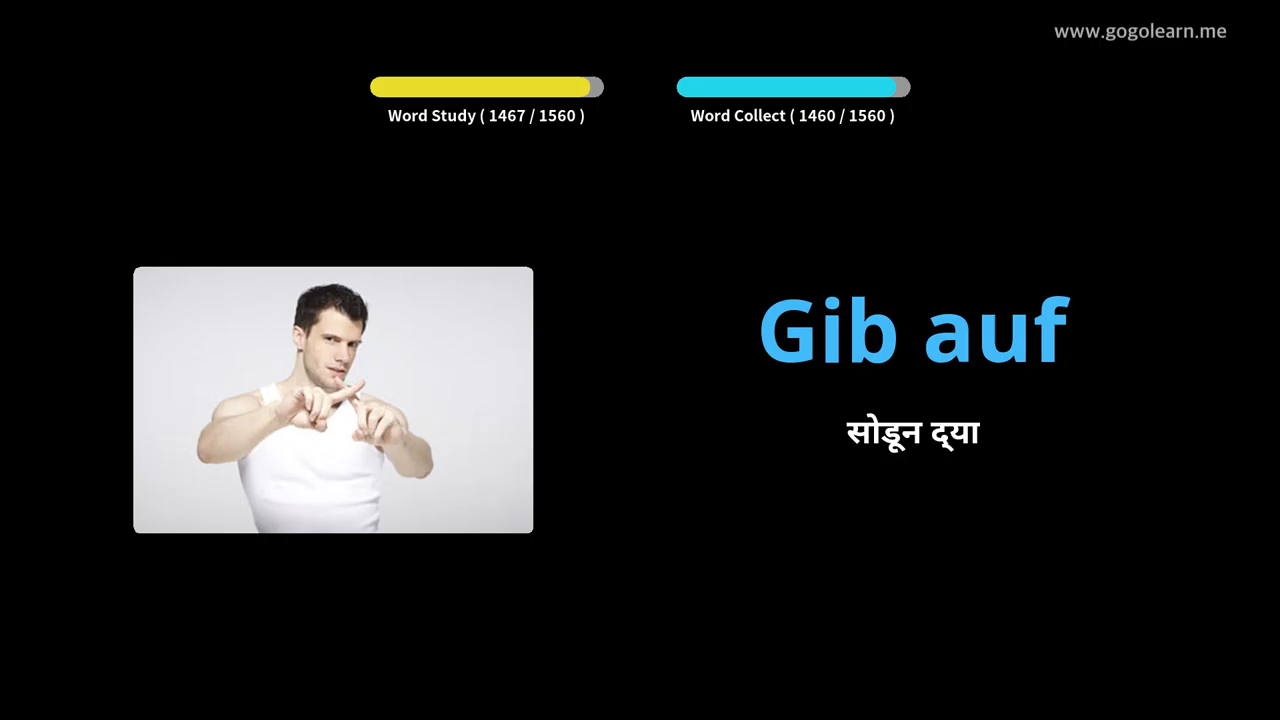 www.gogolearn.me
Word Study ( 1467 / 1560 )
Word Collect ( 1460 / 1560 )
Gib auf
सोडून द्‌या